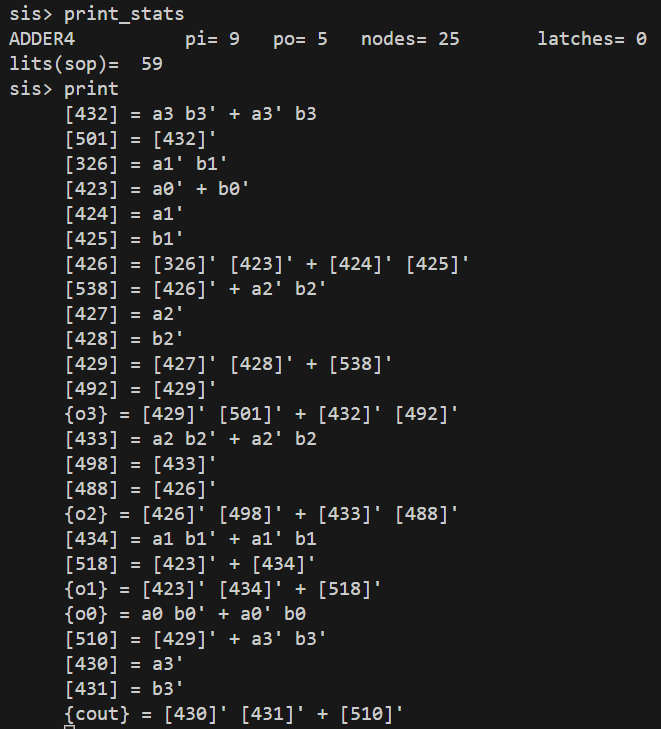 sis> print_stats
ADDER4          pi= 9   po= 5   nodes= 25       latches= 0
lits(sop)=  59
sis> print
     [432] = a3 b3' + a3' b3
     [501] = [432]'
     [326] = a1' b1'
     [423] = a0' + b0'
     [424] = a1'
     [425] = b1'
     [426] = [326]' [423]' + [424]' [425]'
     [538] = [426]' + a2' b2'
     [427] = a2'
     [428] = b2'
     [429] = [427]' [428]' + [538]'
     [492] = [429]'
     {o3} = [429]' [501]' + [432]' [492]'
     [433] = a2 b2' + a2' b2
     [498] = [433]'
     [488] = [426]'
     {o2} = [426]' [498]' + [433]' [488]'
     [434] = a1 b1' + a1' b1
     [518] = [423]' + [434]'
     {o1} = [423]' [434]' + [518]'
     {o0} = a0 b0' + a0' b0
     [510] = [429]' + a3' b3'
     [430] = a3'
     [431] = b3'
     {cout} = [430]' [431]' + [510]'